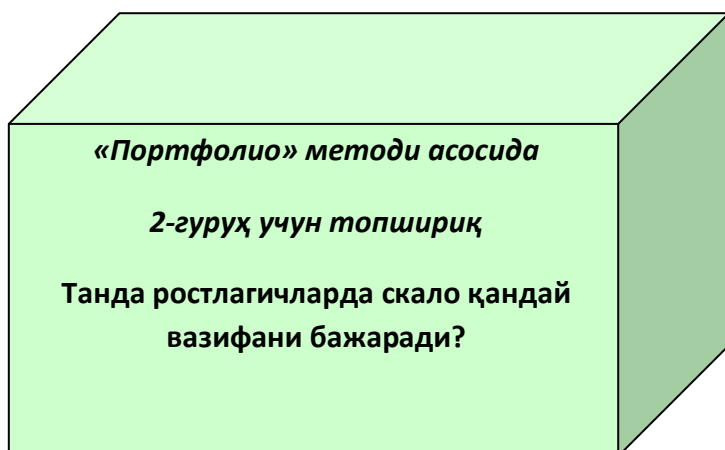 «Портфолио» методи асосида
2-гуруҳ учун топшириқ
Танда ростлагичларда скало қандай
вазифани бажаради?